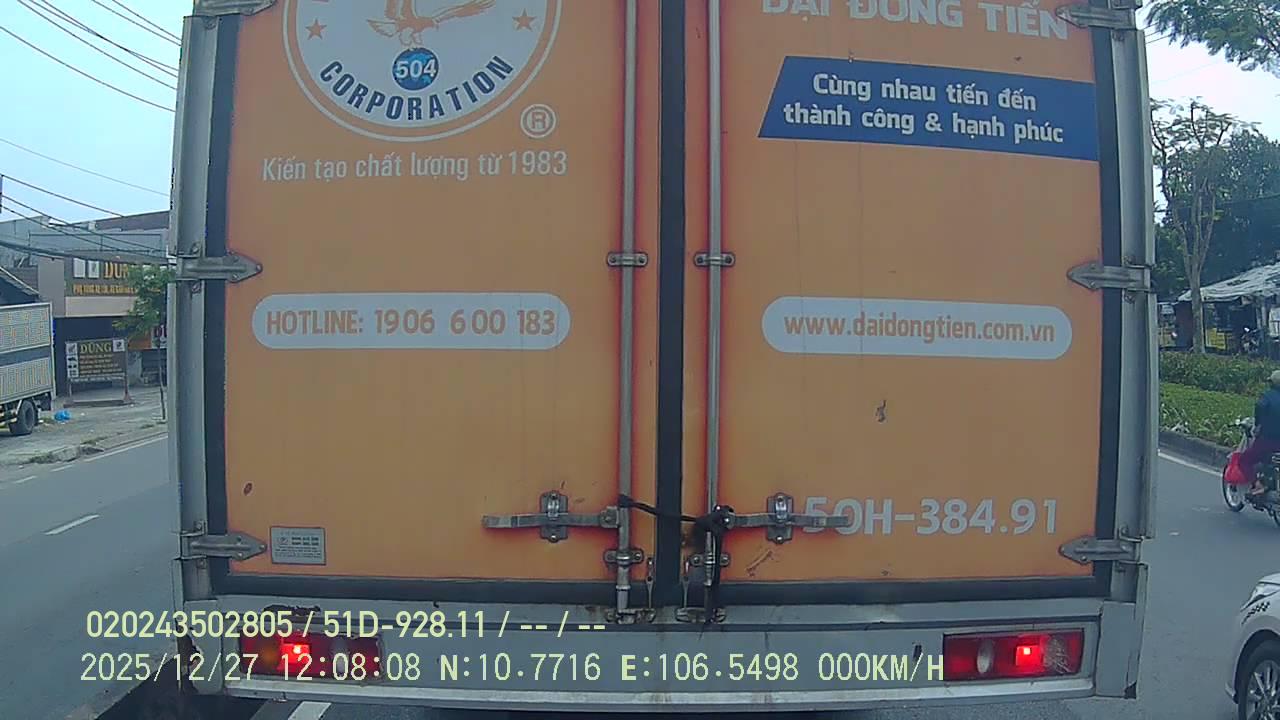 504
CORPORATION
®
Kiến tạo chất lượng từ 1983
HOTLINE: 1906 600 183
ĐẠI ĐỒNG TIẾN
Cùng nhau tiến đến
thành công & hạnh phúc
www.daidongtien.com.vn
50H-384.91
DŨNG
020243502805 / 51D-928.11 / -- / --
2025/12/27 12:08:08 N:10.7716 E:106.5498 000KM/H